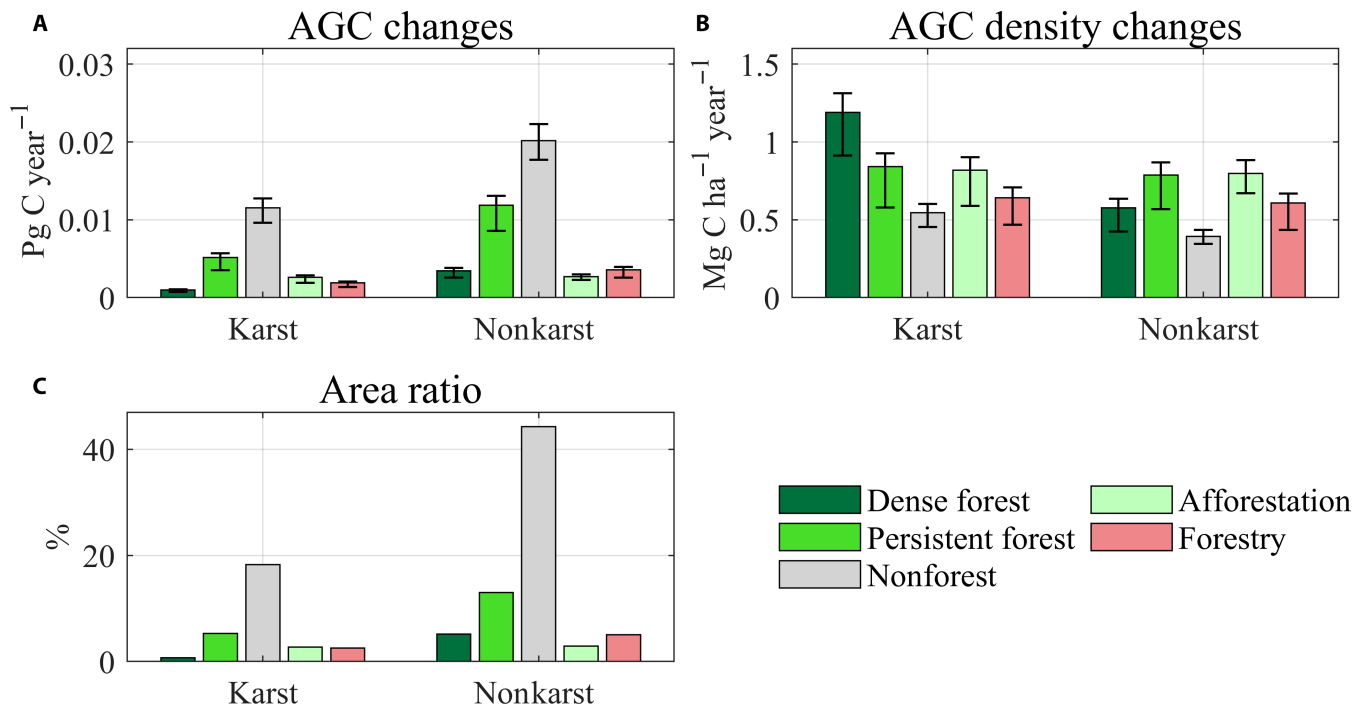 A
AGC changes
Pg C year⁻¹
0.03
0.02
0.01
0
Karst
Nonkarst
B
AGC density changes
Mg C ha⁻¹ year⁻¹
1.5
1
0.5
0
Karst
Nonkarst
C
Area ratio
%
40
20
0
Karst
Nonkarst
Dense forest
Persistent forest
Nonforest
Afforestation
Forestry